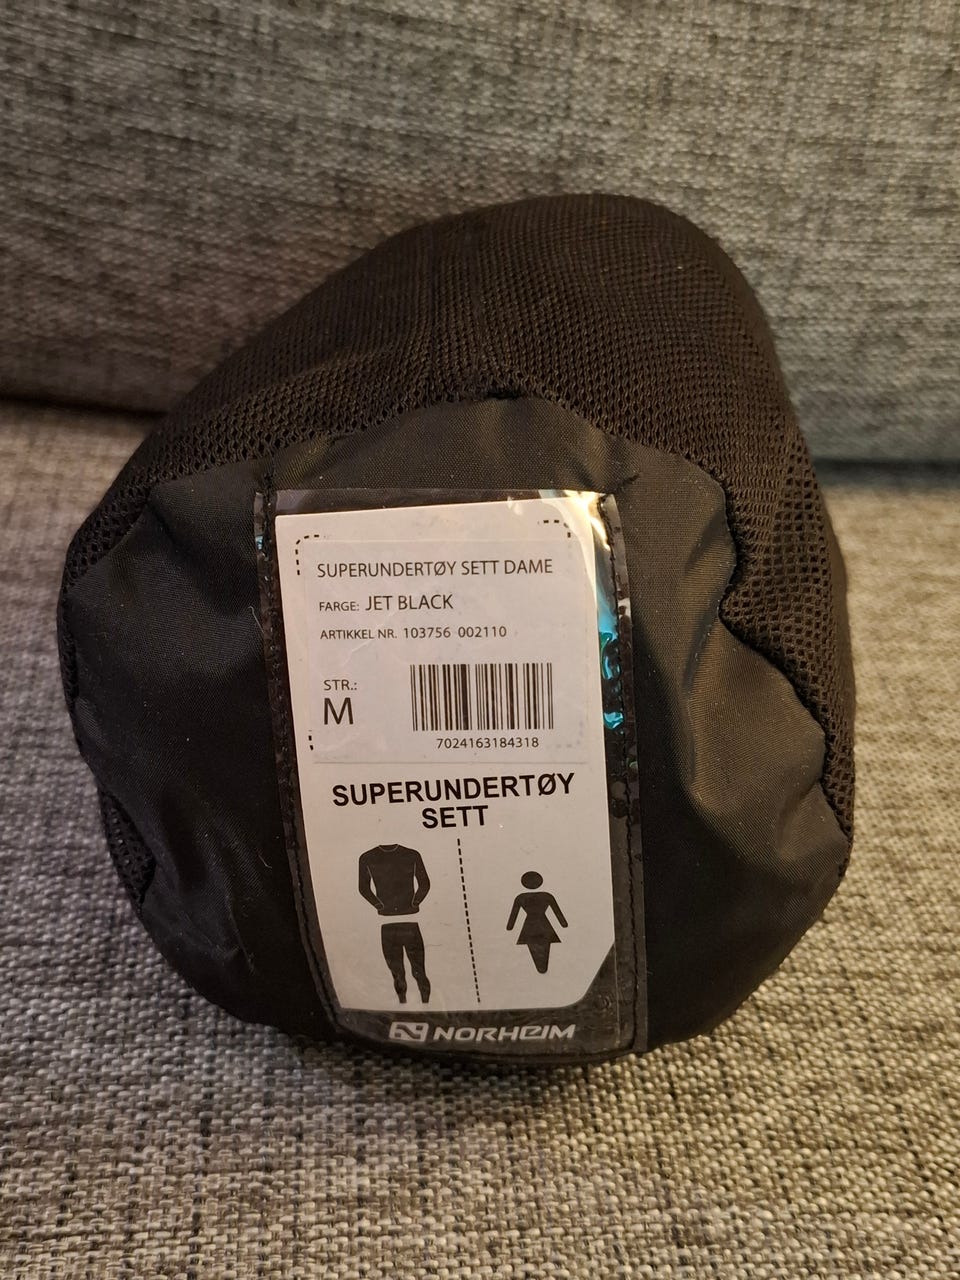 SUPERUNDERTØY SETT DAME
FARGE: JET BLACK
ARTIKKEL NR. 103756 002110
STR.:
M
7024163184318
SUPERUNDERTØY
SETT
NORHEIM